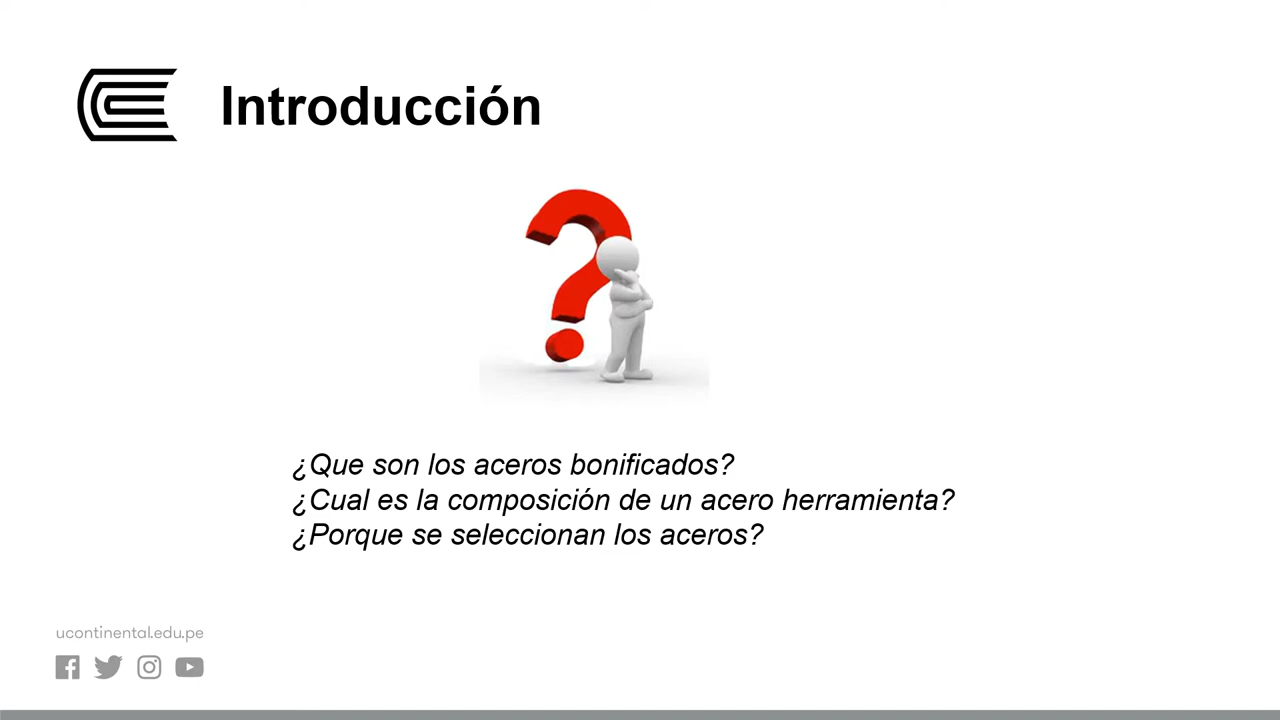 Introducción
¿Que son los aceros bonificados?
¿Cual es la composición de un acero herramienta?
¿Porque se seleccionan los aceros?
ucontinental.edu.pe